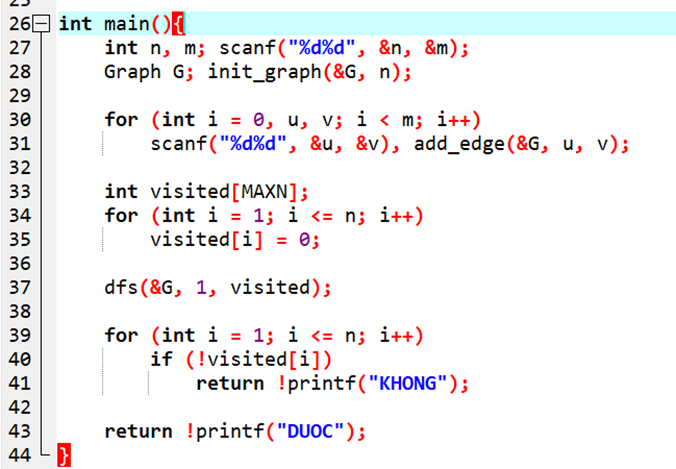 26 int main(){
27 int n, m; scanf("%d%d", &n, &m);
28 Graph G; init_graph(&G, n);
29
30 for (int i = 0, u, v; i < m; i++)
31 scanf("%d%d", &u, &v), add_edge(&G, u, v);
32
33 int visited[MAXN];
34 for (int i = 1; i <= n; i++)
35 visited[i] = 0;
36
37 dfs(&G, 1, visited);
38
39 for (int i = 1; i <= n; i++)
40 if (!visited[i])
41 return !printf("KHONG");
42
43 return !printf("DUOC");
44 }